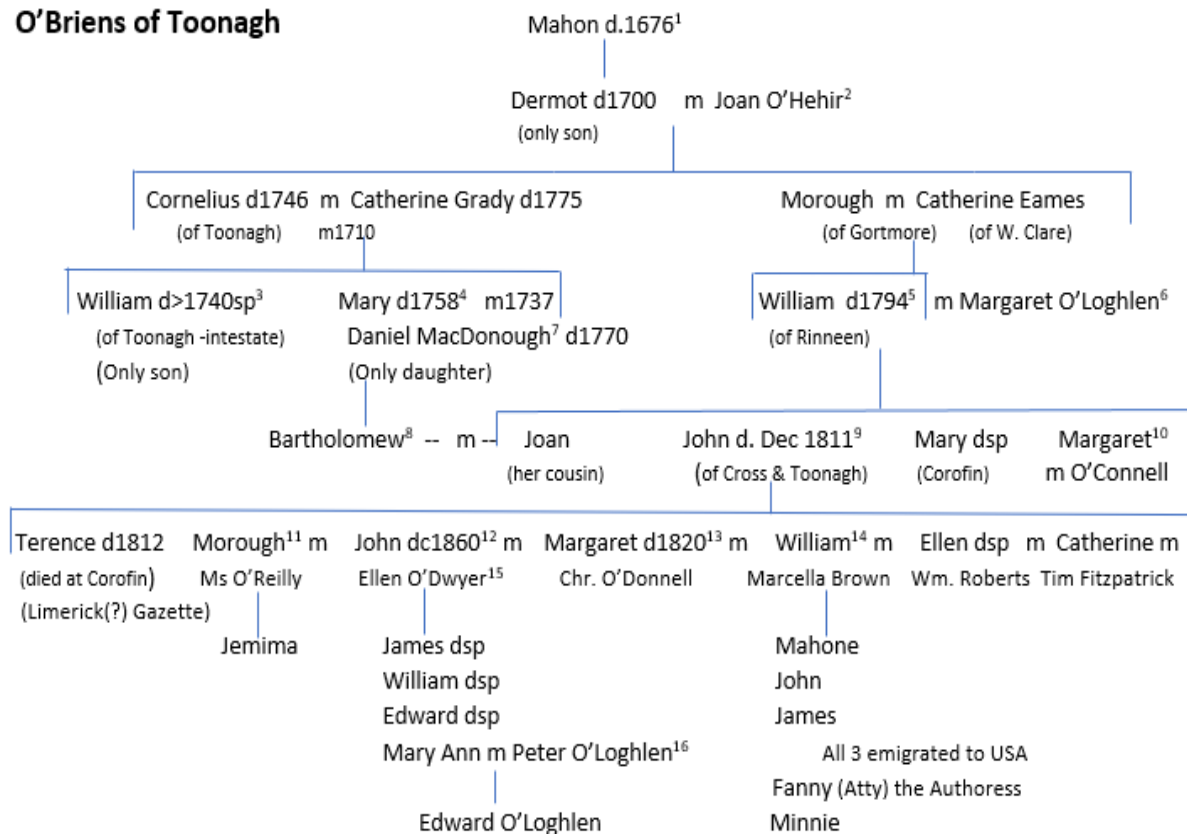 O'Briens of Toonagh
Mahon d.1676¹
Dermot d1700 m Joan O'Hehir²
(only son)
Cornelius d1746 m Catherine Grady d1775 Morough m Catherine Eames
(of Toonagh) m1710 (of Gortmore) (of W. Clare)
William d>1740sp³ Mary d1758⁴ m1737 William d1794⁵ m Margaret O'Loghlen⁶
(of Toonagh -intestate) Daniel MacDonough⁷ d1770 (of Rinneen)
(Only son) (Only daughter)
Bartholomew⁸ -- m -- Joan John d. Dec 1811⁹ Mary dsp Margaret¹⁰
(her cousin) (of Cross & Toonagh) (Corofin) m O'Connell
Terence d1812 Morough¹¹ m John dc1860¹² m Margaret d1820¹³ m William¹⁴ m Ellen dsp m Catherine m
(died at Corofin) Ms O'Reilly Ellen O'Dwyer¹⁵ Chr. O'Donnell Marcella Brown Wm. Roberts Tim Fitzpatrick
(Limerick(?) Gazette)
Jemima James dsp Mahone
William dsp John
Edward dsp James
Mary Ann m Peter O'Loghlen¹⁶ All 3 emigrated to USA
Fanny (Atty) the Authoress
Edward O'Loghlen Minnie